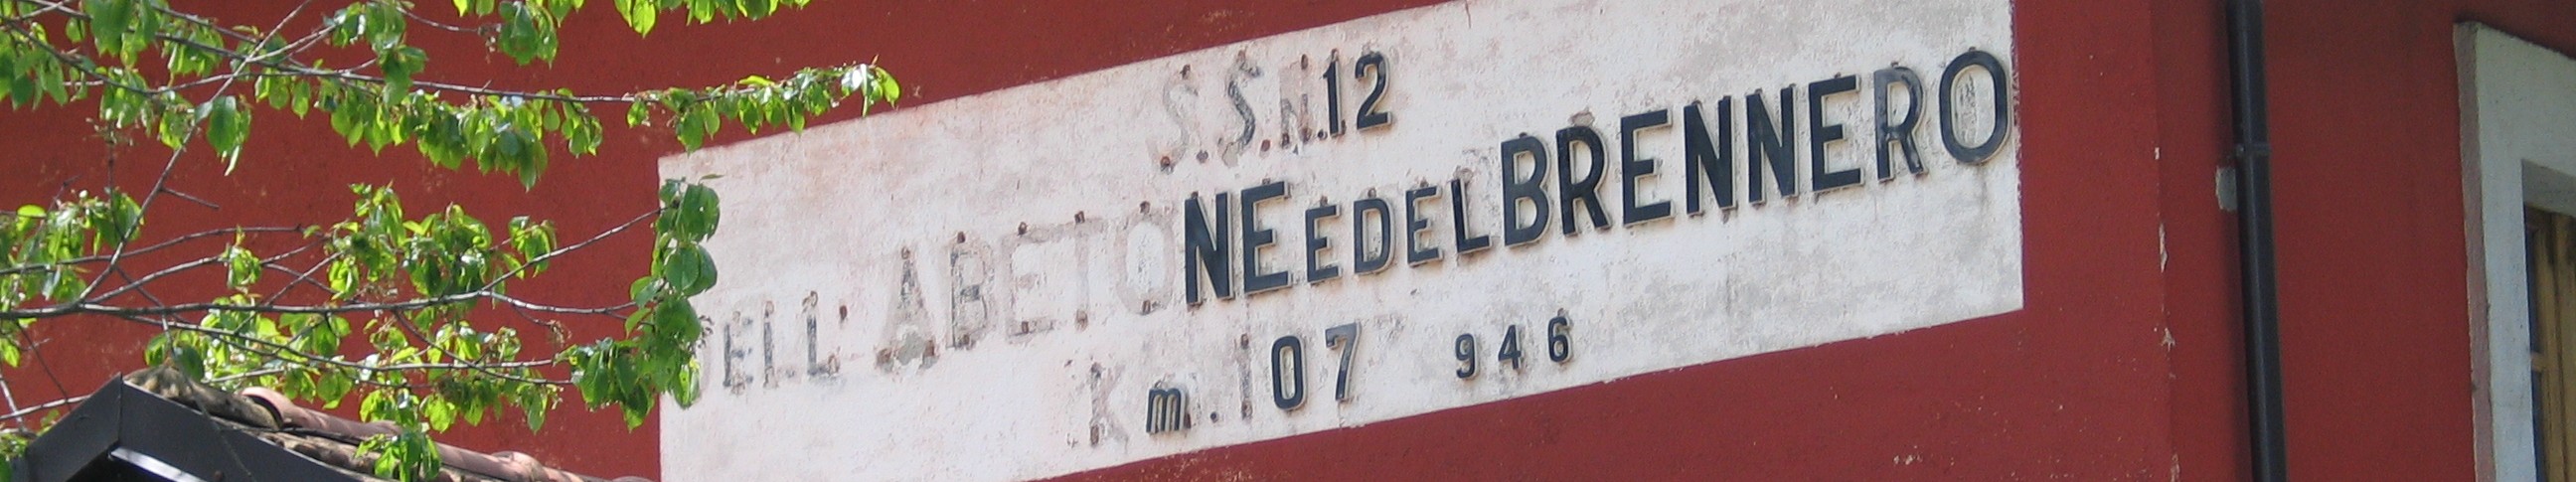 S.S.N.12
DELL'ABETONE E DEL BRENNERO
Km.107 946